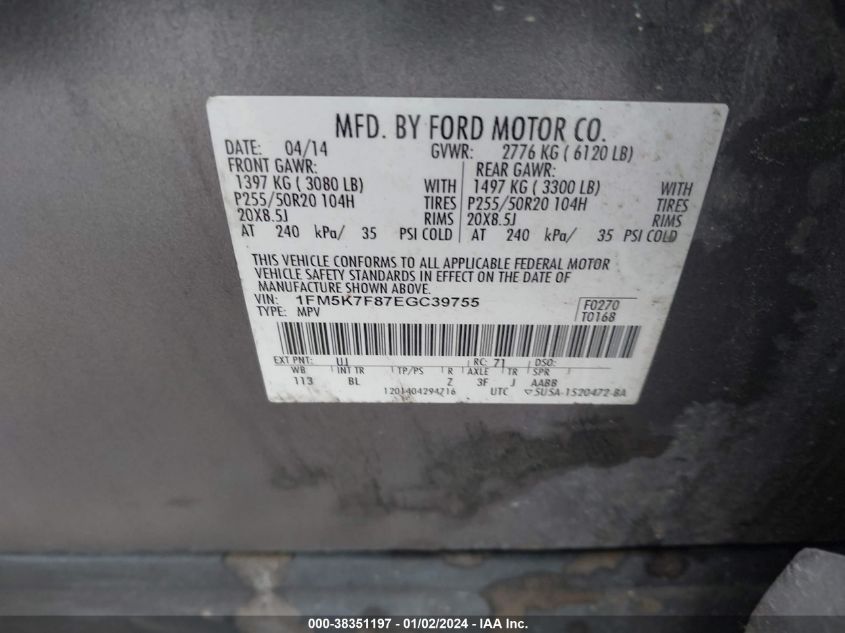 MFD. BY FORD MOTOR CO.
DATE: 04/14 GVWR: 2776 KG ( 6120 LB)
FRONT GAWR: REAR GAWR:
1397 KG ( 3080 LB) WITH 1497 KG ( 3300 LB) WITH
P255/50R20 104H TIRES P255/50R20 104H TIRES
20X8.5J RIMS 20X8.5J RIMS
AT 240 kPa/ 35 PSI COLD AT 240 kPa/ 35 PSI COLD
THIS VEHICLE CONFORMS TO ALL APPLICABLE FEDERAL MOTOR
VEHICLE SAFETY STANDARDS IN EFFECT ON THE DATE OF
MANUFACTURE SHOWN ABOVE.
VIN: 1FM5K7F87EGC39755 F0270
TYPE: MPV T0168
EXT PNT: UJ RC: 71 DSO:
WB INT TR TP/PS R AXLE TR SPR
113 BL Z 3F J AABB
UTC 5USA-1520472-BA
000-38351197 - 01/02/2024 - IAAI.com.